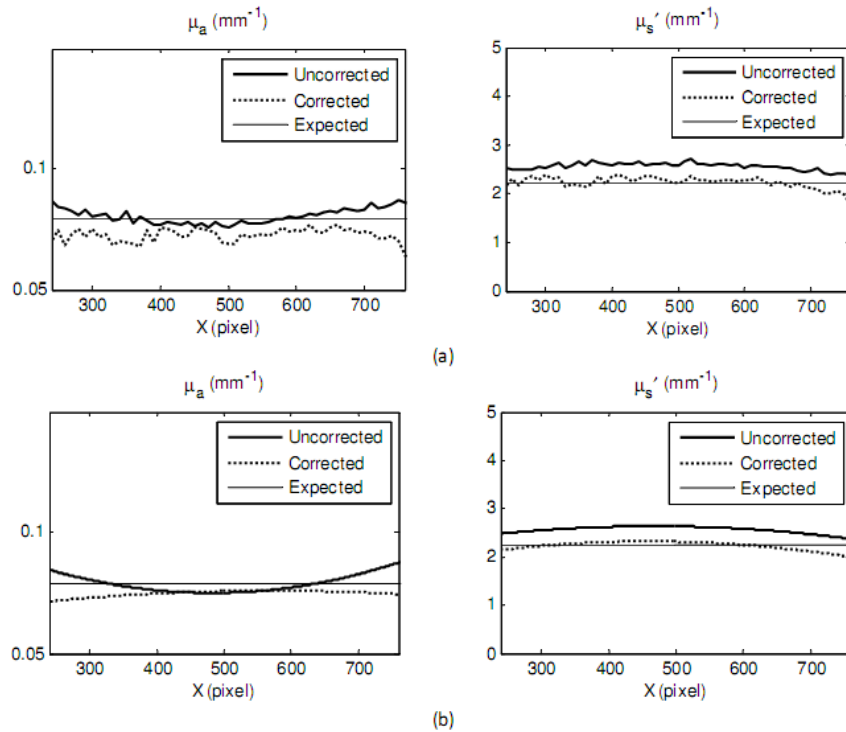 μa (mm-1)
Uncorrected
Corrected
Expected
0.1
0.05
300 400 500 600 700
X (pixel)
μs′ (mm-1)
5
4
3
2
1
0
Uncorrected
Corrected
Expected
300 400 500 600 700
X (pixel)
(a)
μa (mm-1)
Uncorrected
Corrected
Expected
0.1
0.05
300 400 500 600 700
X (pixel)
μs′ (mm-1)
5
4
3
2
1
0
Uncorrected
Corrected
Expected
300 400 500 600 700
X (pixel)
(b)